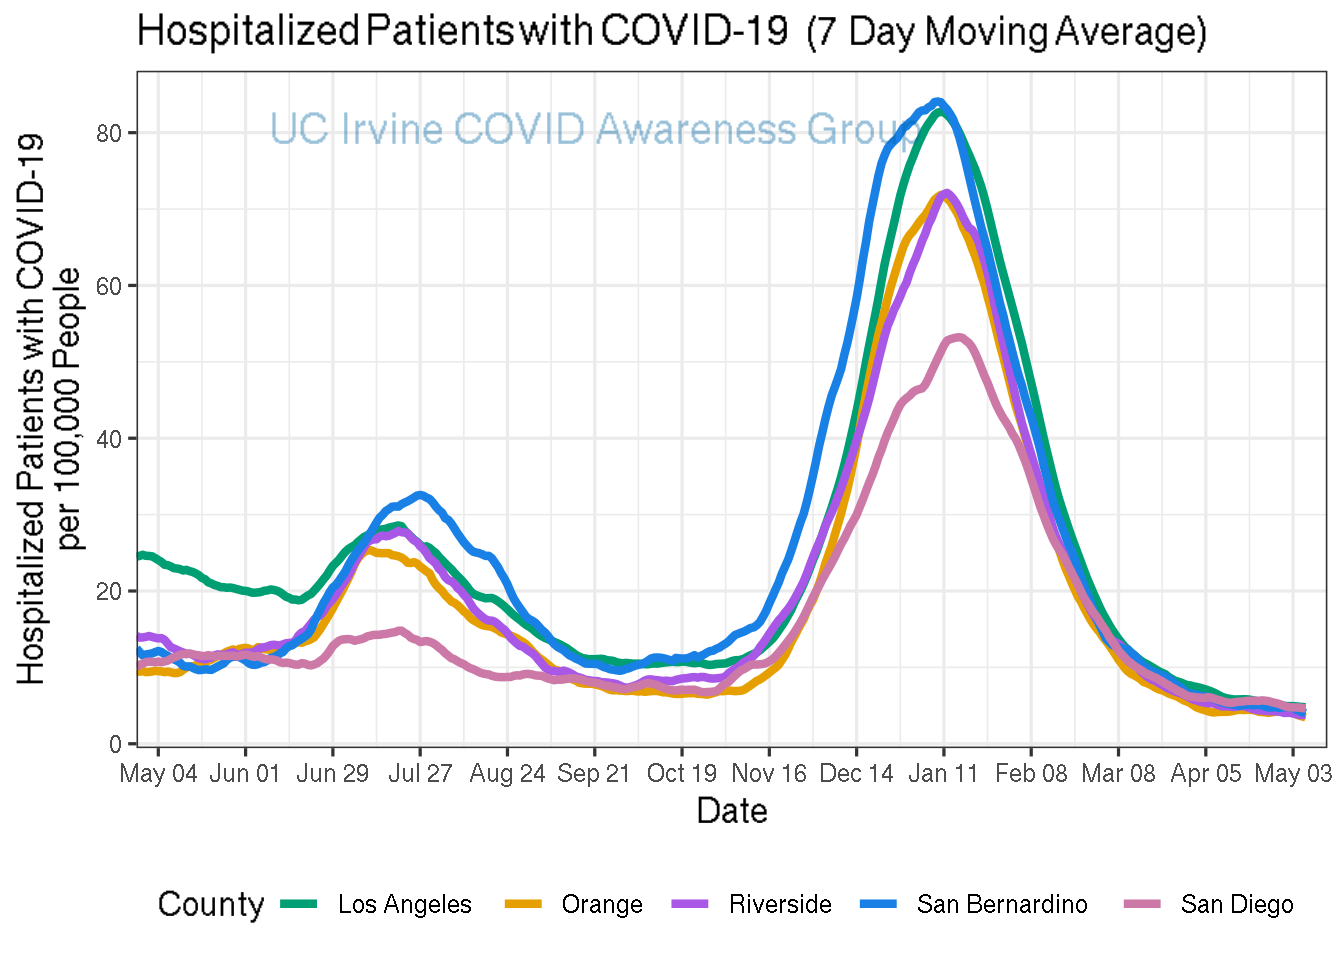 Hospitalized Patients with COVID-19 (7 Day Moving Average)
UC Irvine COVID Awareness Group
Hospitalized Patients with COVID-19
per 100,000 People
80
60
40
20
0
May 04 Jun 01 Jun 29 Jul 27 Aug 24 Sep 21 Oct 19 Nov 16 Dec 14 Jan 11 Feb 08 Mar 08 Apr 05 May 03
Date
County Los Angeles Orange Riverside San Bernardino San Diego